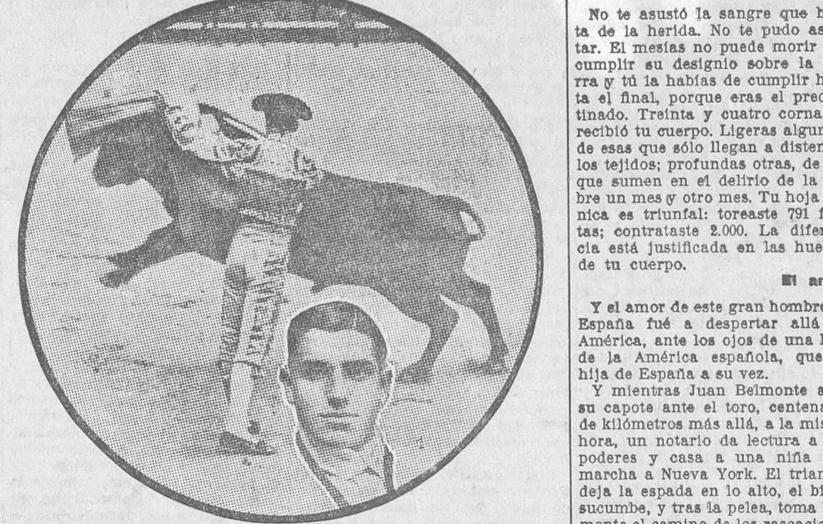 No te asustó la sangre que b
ta de la herida. No te pudo as
tar. El mesías no puede morir
cumplir su designio sobre la
rra y tú la habías de cumplir h
ta el final, porque eras el pred
tinado. Treinta y cuatro corna
recibió tu cuerpo. Ligeras algun
de esas que sólo llegan a disten
los tejidos; profundas otras, de
que sumen en el delirio de la
bre un mes y otro mes. Tu hoja
nica es triunfal: toreaste 791 f
tas; contrataste 2.000. La difer
cia está justificada en las hue
de tu cuerpo.
El am
Y el amor de este gran hombre
España fué a despertar allá
América, ante los ojos de una h
de la América española, que
hija de España a su vez.
Y mientras Juan Belmonte a
su capote ante el toro, centena
de kilómetros más allá, a la mis
hora, un notario da lectura a
poderes y casa a una niña
marcha a Nueva York. El trian
deja la espada en lo alto, el bi
sucumbe, y tras la pelea, toma
monte el camino de los rascacie